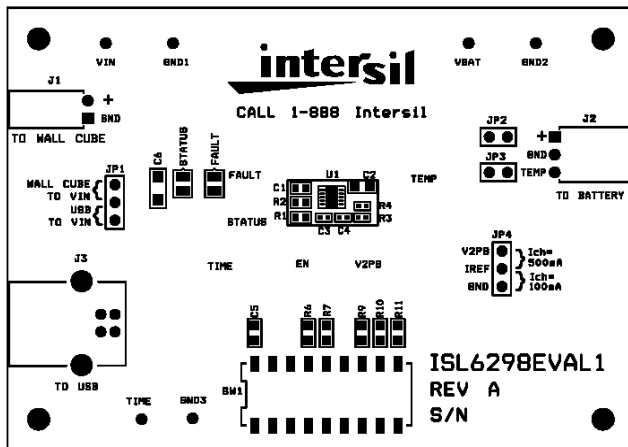 VIN
GND1
intersil
VBAT
GND2
CALL 1-888 Intersil
J1
+
GND
TO WALL CUBE
JP2
J2
+
GND
TEMP
TO BATTERY
JP3
C6
STATUS
FAULT
FAULT
JP1
WALL CUBE
TO VIN
USB
TO VIN
U1
C2
C1
R2
R1
R4
R3
C3
C4
TEMP
STATUS
TIME
EN
V2PB
JP4
V2PB
IREF
GND
Ich=
500mA
Ich=
100mA
J3
TO USB
C5
R6
R7
R9
R10
R11
SW1
ISL6298EVAL1
REV A
S/N
TIME
GND3